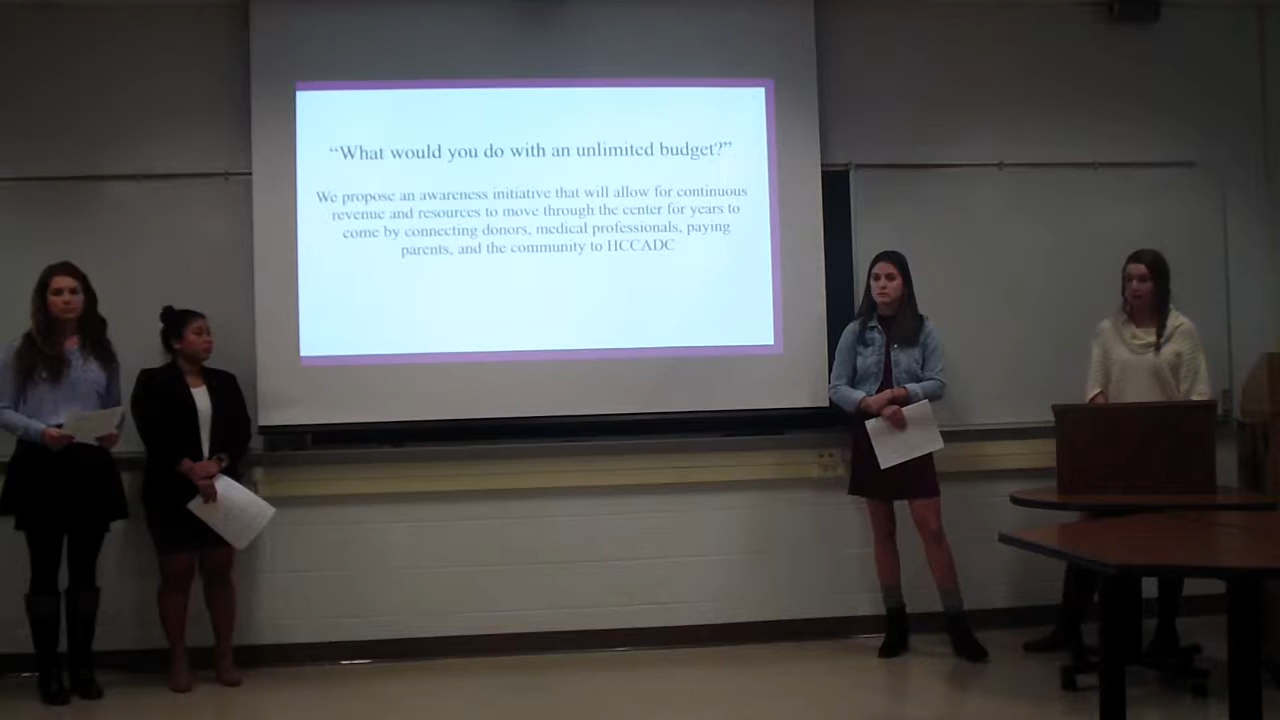 “What would you do with an unlimited budget?”
We propose an awareness initiative that will allow for continuous
revenue and resources to move through the center for years to
come by connecting donors, medical professionals, paying
parents, and the community to HCCADC